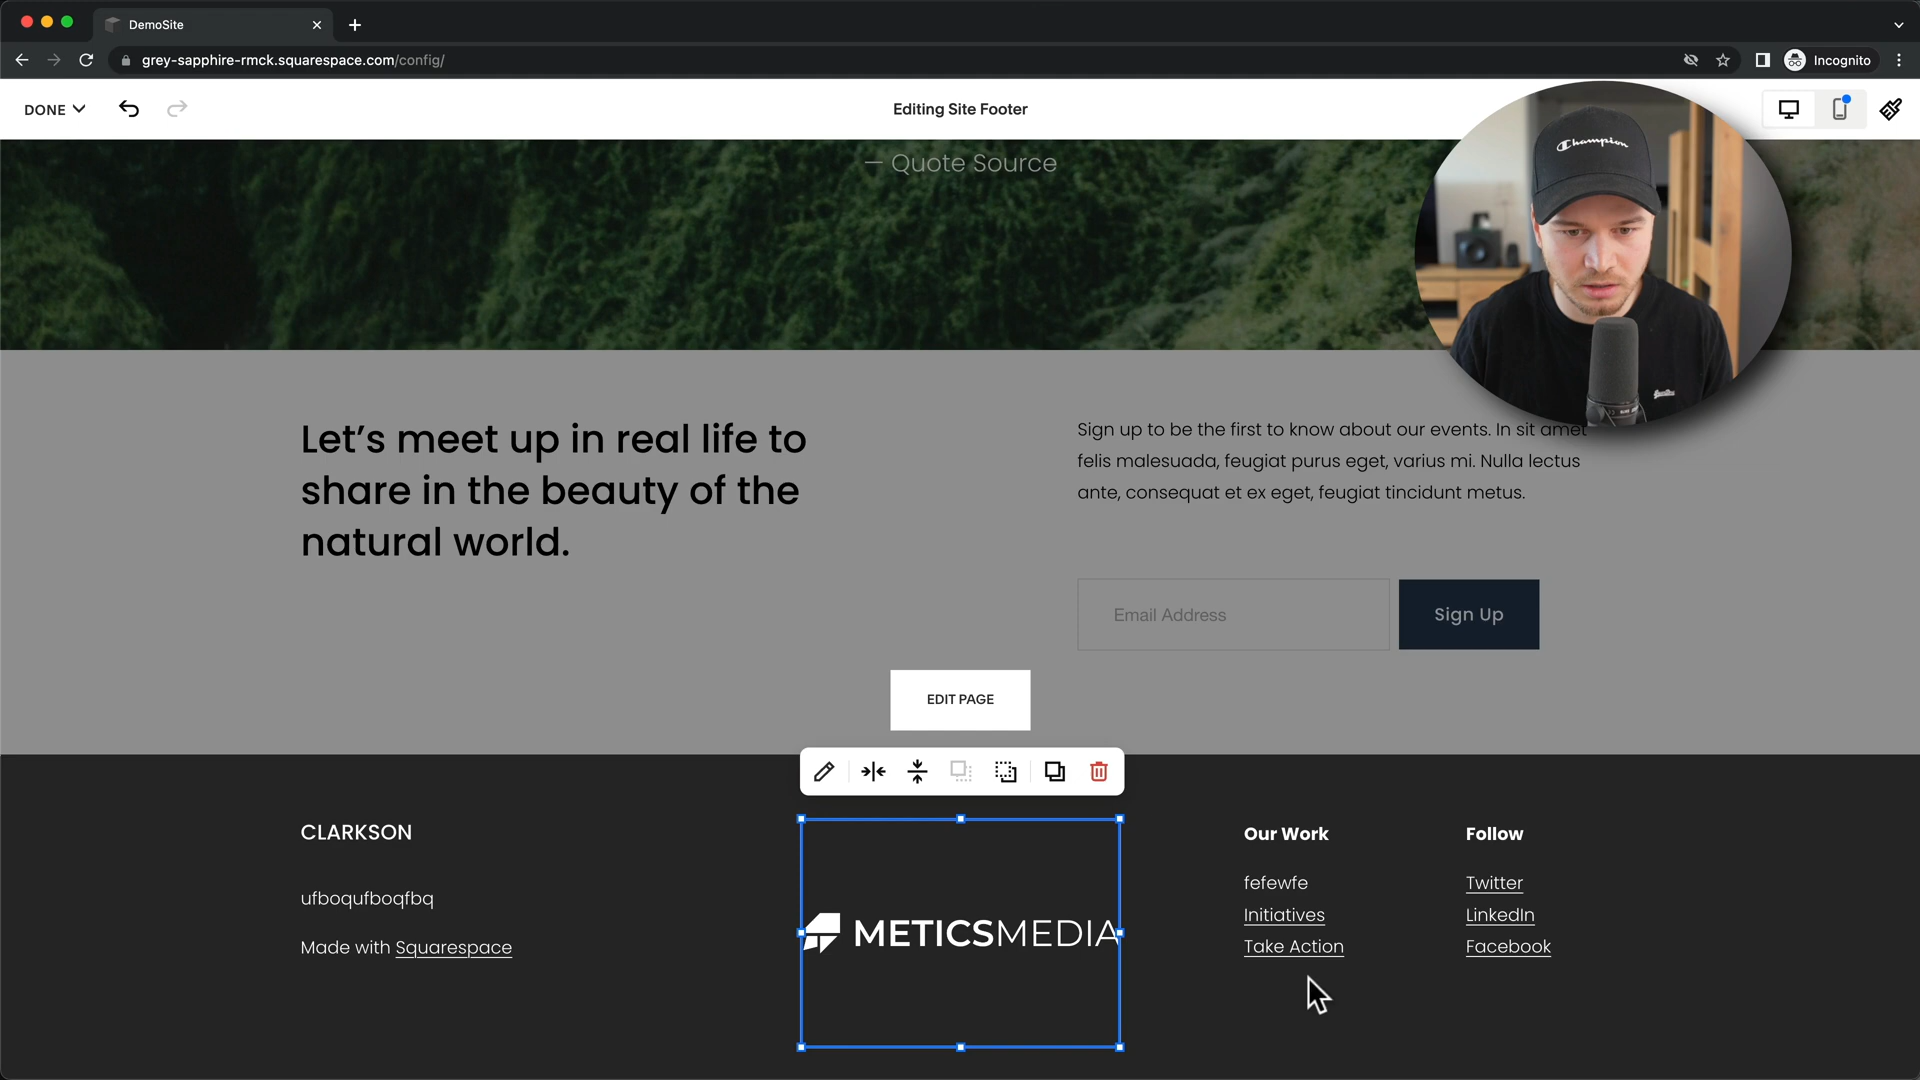 DemoSite
grey-sapphire-rmck.squarespace.com/config/
Incognito
DONE
Editing Site Footer
— Quote Source
Champion
Let’s meet up in real life to
share in the beauty of the
natural world.
Sign up to be the first to know about our events. In sit amet
felis malesuada, feugiat purus eget, varius mi. Nulla lectus
ante, consequat et ex eget, feugiat tincidunt metus.
Email Address
Sign Up
EDIT PAGE
CLARKSON
ufboqufboqfbq
Made with Squarespace
METICSMEDIA
Our Work
fefewfe
Initiatives
Take Action
Follow
Twitter
LinkedIn
Facebook